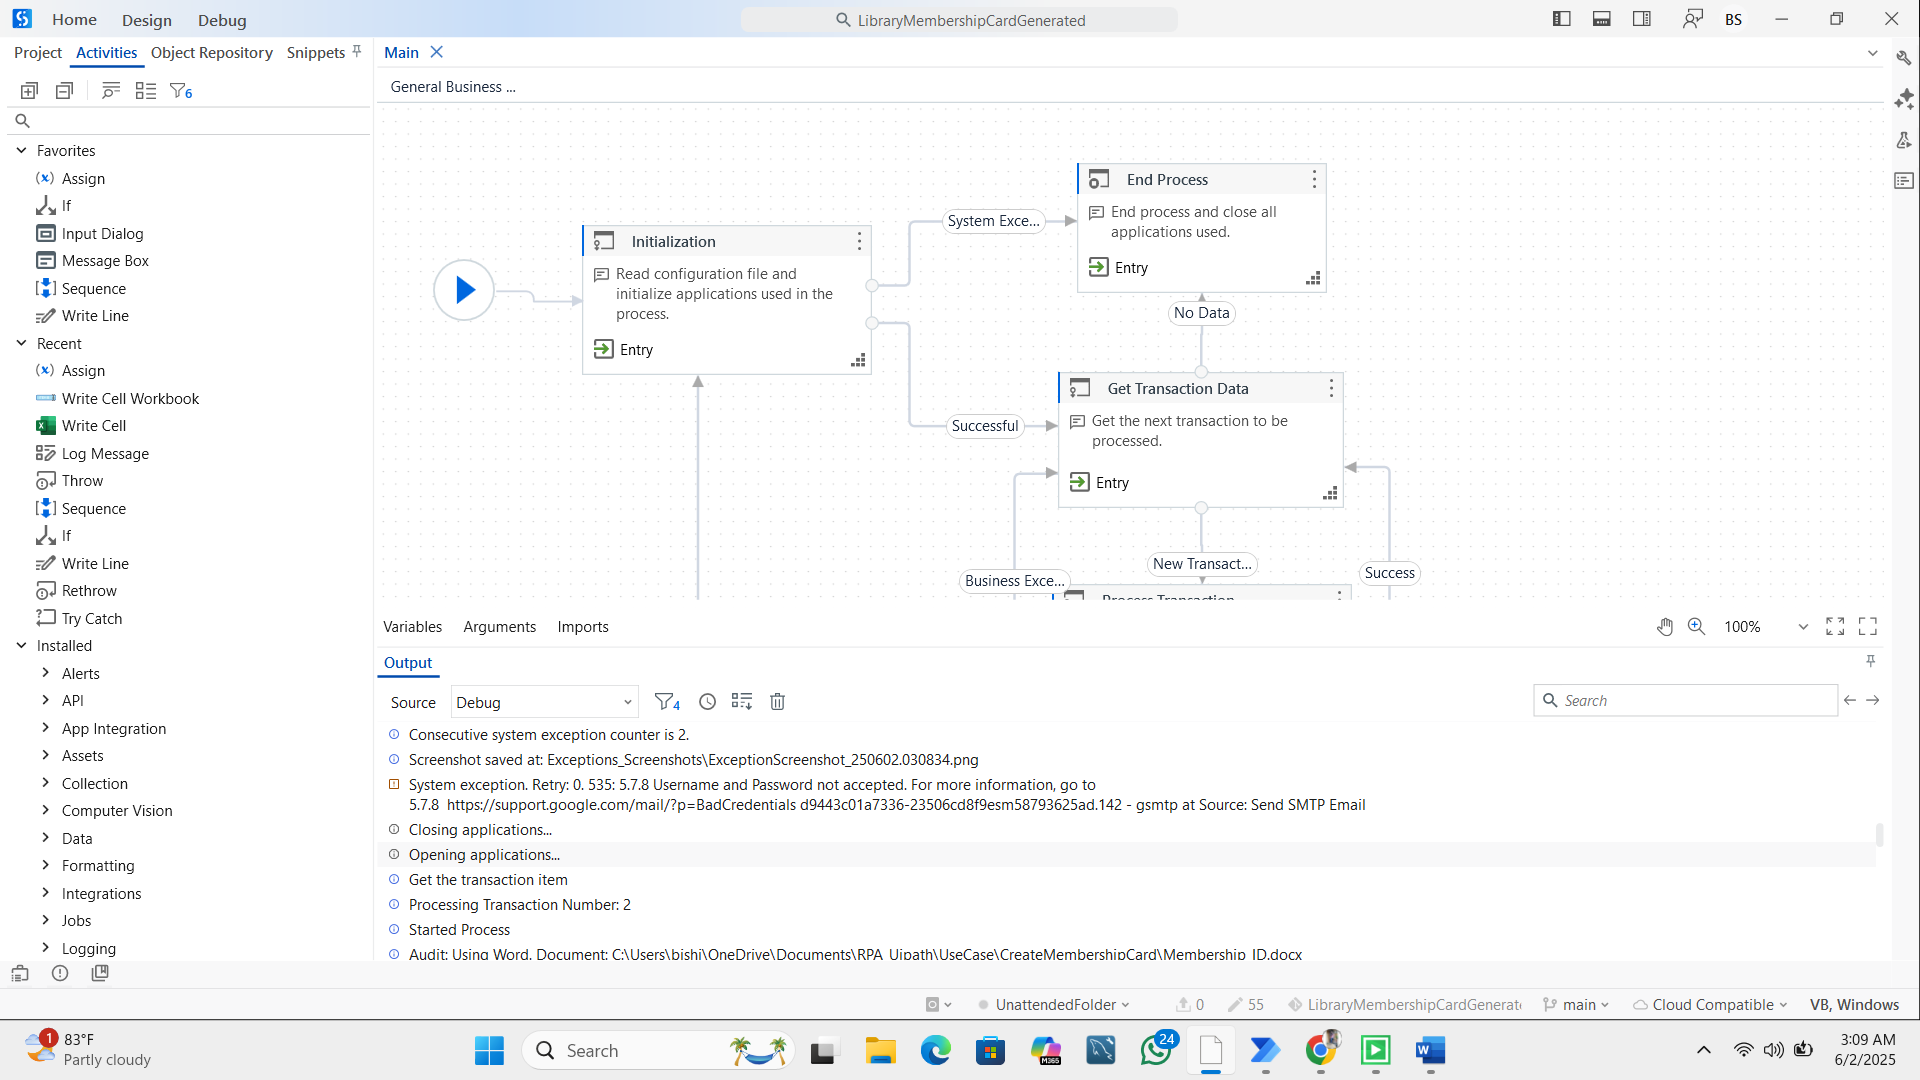 Home
Design
Debug
LibraryMembershipCardGenerated
BS
Project
Activities
Object Repository
Snippets
Main
6
General Business ...
Favorites
Assign
If
Input Dialog
Message Box
Sequence
Write Line
Recent
Assign
Write Cell Workbook
Write Cell
Log Message
Throw
Sequence
If
Write Line
Rethrow
Try Catch
Installed
Alerts
API
App Integration
Assets
Collection
Computer Vision
Data
Formatting
Integrations
Jobs
Logging
Initialization
Read configuration file and
initialize applications used in the
process.
Entry
System Exce...
End Process
End process and close all
applications used.
Entry
No Data
Successful
Get Transaction Data
Get the next transaction to be
processed.
Entry
New Transact...
Business Exce...
Success
Process Transaction
Variables
Arguments
Imports
100%
Output
Source
Debug
4
Search
Consecutive system exception counter is 2.
Screenshot saved at: Exceptions_Screenshots\ExceptionScreenshot_250602.030834.png
System exception. Retry: 0. 535: 5.7.8 Username and Password not accepted. For more information, go to
5.7.8  https://support.google.com/mail/?p=BadCredentials d9443c01a7336-23506cd8f9esm58793625ad.142 - gsmtp at Source: Send SMTP Email
Closing applications...
Opening applications...
Get the transaction item
Processing Transaction Number: 2
Started Process
Audit: Using Word. Document: C:\Users\bishi\OneDrive\Documents\RPA_Uipath\UseCase\CreateMembershipCard\Membership_ID.docx
UnattendedFolder
0
55
LibraryMembershipCardGenerate
main
Cloud Compatible
VB, Windows
1
83°F
Partly cloudy
Search
M365
24
3:09 AM
6/2/2025